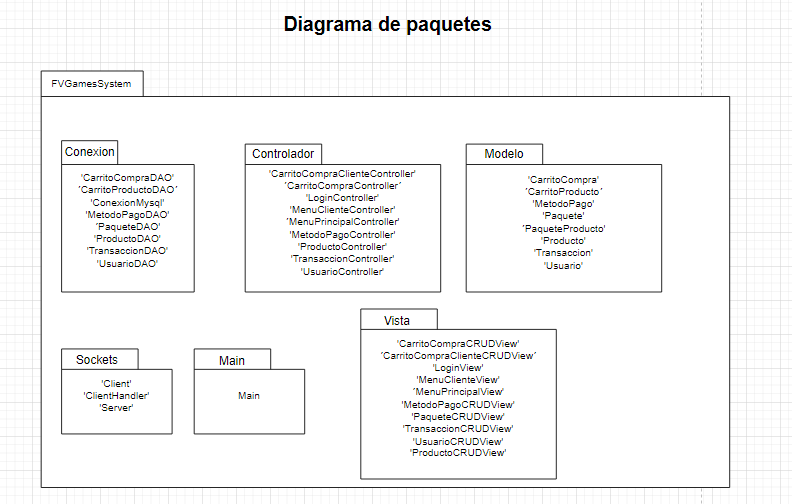 Diagrama de paquetes
FVGamesSystem
Conexion
'CarritoCompraDAO'
´CarritoProductoDAO´
'ConexionMysql'
'MetodoPagoDAO'
´PaqueteDAO'
'ProductoDAO'
'TransaccionDAO'
'UsuarioDAO'
Controlador
'CarritoCompraClienteController'
´CarritoCompraController´
'LoginController'
'MenuClienteController'
´MenuPrincipalController'
'MetodoPagoController'
'ProductoController'
'TransaccionController'
'UsuarioController'
Modelo
'CarritoCompra'
´CarritoProducto´
'MetodoPago'
'Paquete'
´PaqueteProducto'
'Producto'
'Transaccion'
'Usuario'
Sockets
'Client'
'ClientHandler'
'Server'
Main
Main
Vista
'CarritoCompraCRUDView'
´CarritoCompraClienteCRUDView´
'LoginView'
'MenuClienteView'
´MenuPrincipalView'
'MetodoPagoCRUDView'
'PaqueteCRUDView'
'TransaccionCRUDView'
'UsuarioCRUDView'
'ProductoCRUDView'